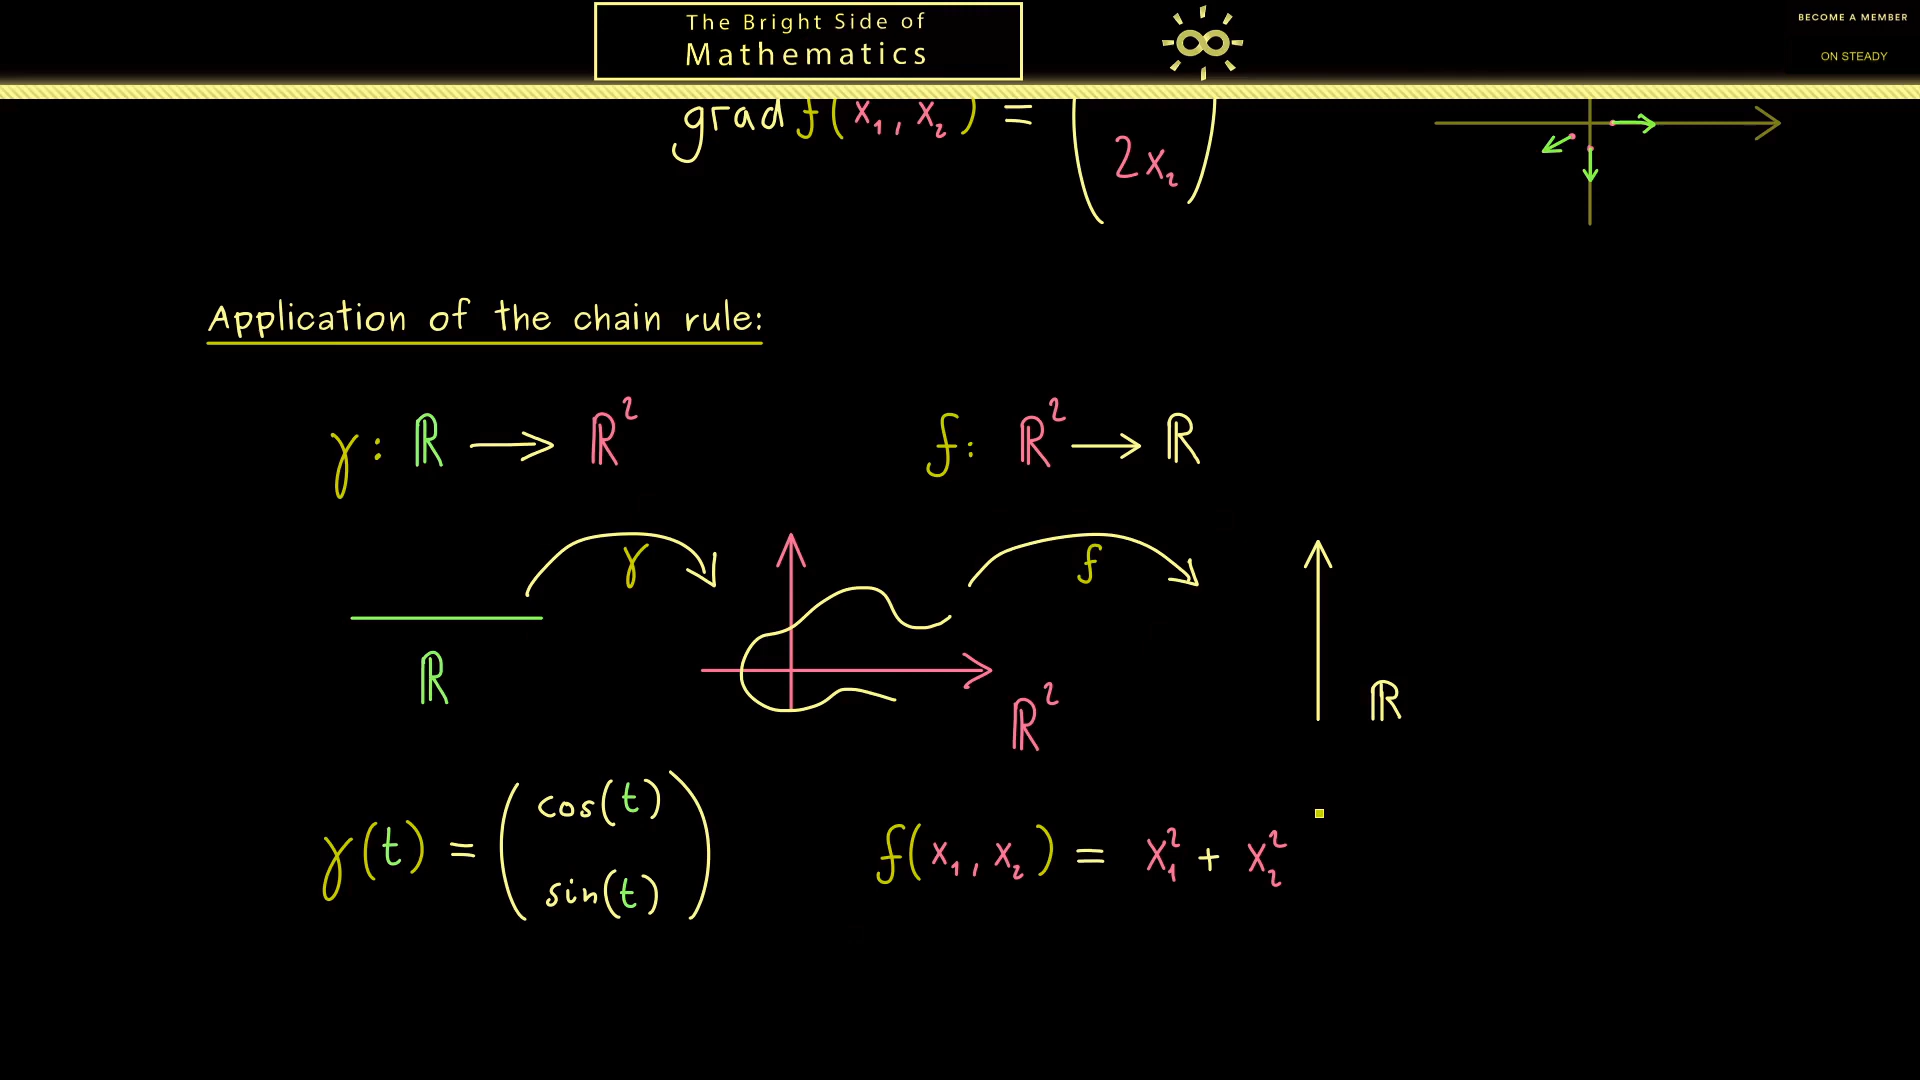 The Bright Side of
Mathematics
BECOME A MEMBER
ON STEADY
grad f(x₁, x₂) = ( 2x₂ )
Application of the chain rule:
γ: ℝ ⟶ ℝ² f: ℝ² ⟶ ℝ
γ f
ℝ ℝ² ℝ
γ(t) = ( cos(t) sin(t) ) f(x₁, x₂) = x₁² + x₂²